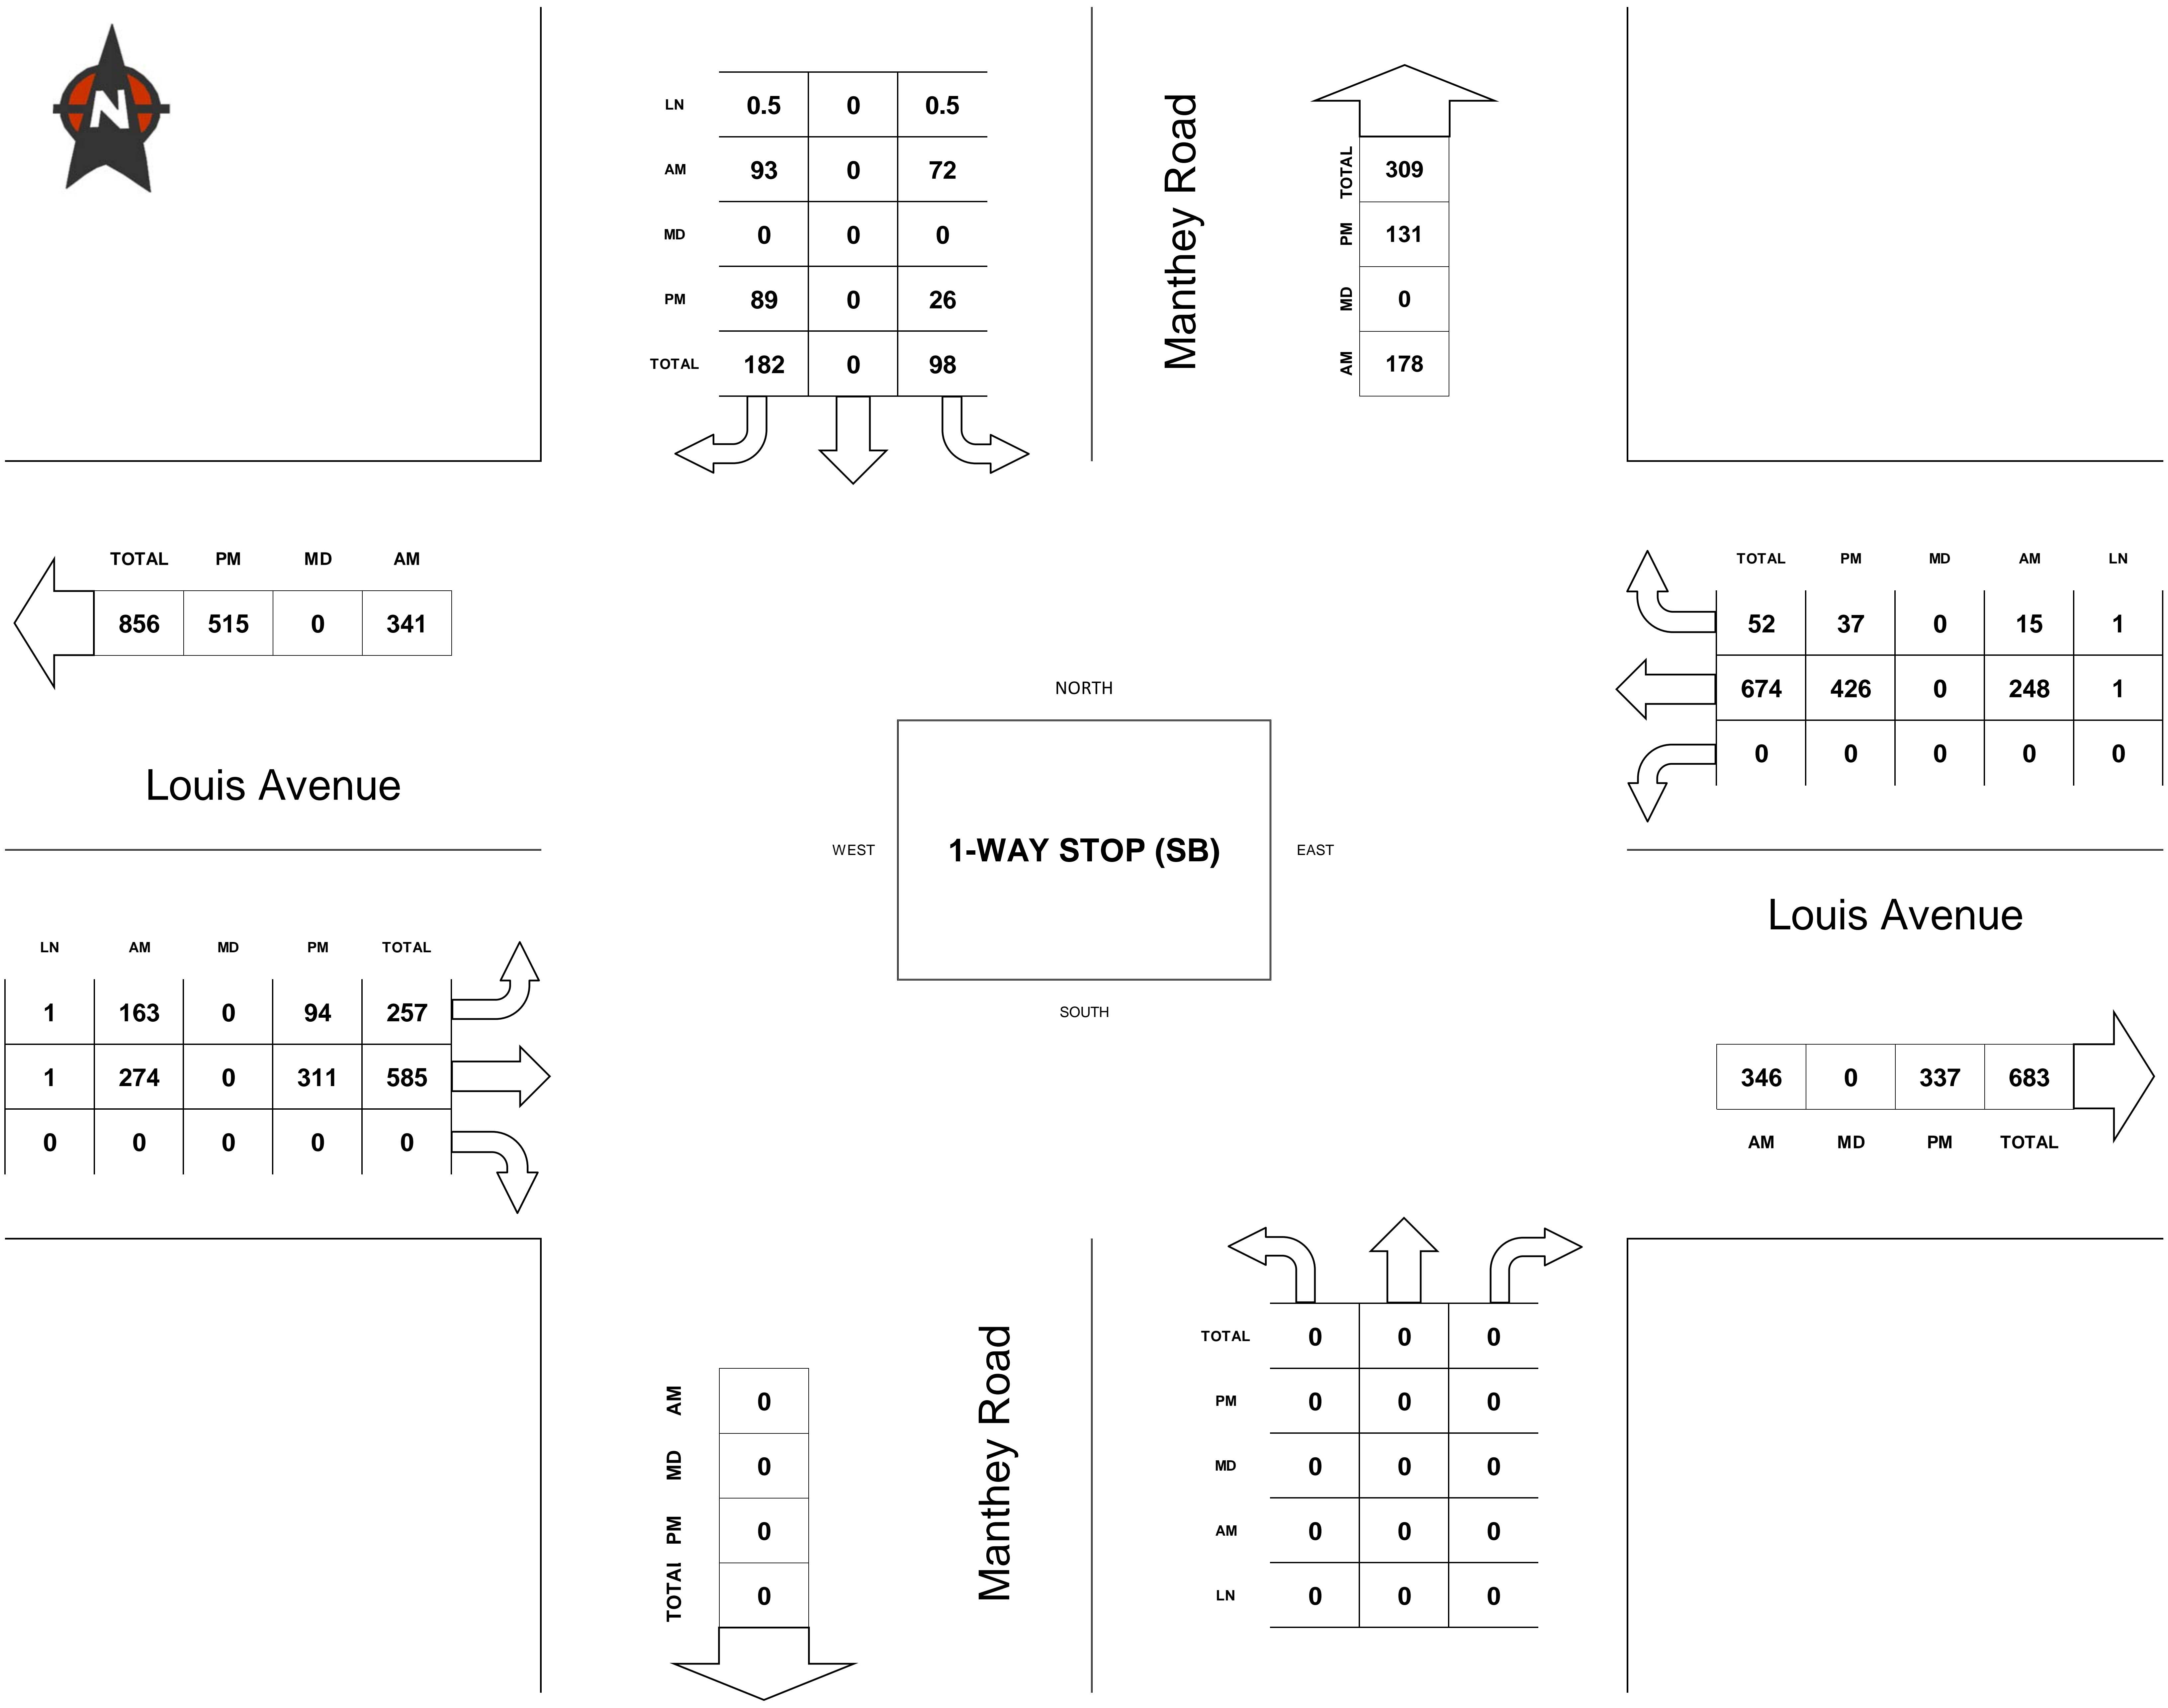 N
LN 0.5 0 0.5
AM 93 0 72
MD 0 0 0
PM 89 0 26
TOTAL 182 0 98
Manthey Road
TOTAL 309
PM 131
MD 0
AM 178
TOTAL PM MD AM
856 515 0 341
Louis Avenue
TOTAL PM MD AM LN
52 37 0 15 1
674 426 0 248 1
0 0 0 0 0
NORTH
WEST
1-WAY STOP (SB)
EAST
SOUTH
LN AM MD PM TOTAL
1 163 0 94 257
1 274 0 311 585
0 0 0 0 0
Louis Avenue
346 0 337 683
AM MD PM TOTAL
AM 0
MD 0
PM 0
TOTAL 0
Manthey Road
TOTAL 0 0 0
PM 0 0 0
MD 0 0 0
AM 0 0 0
LN 0 0 0